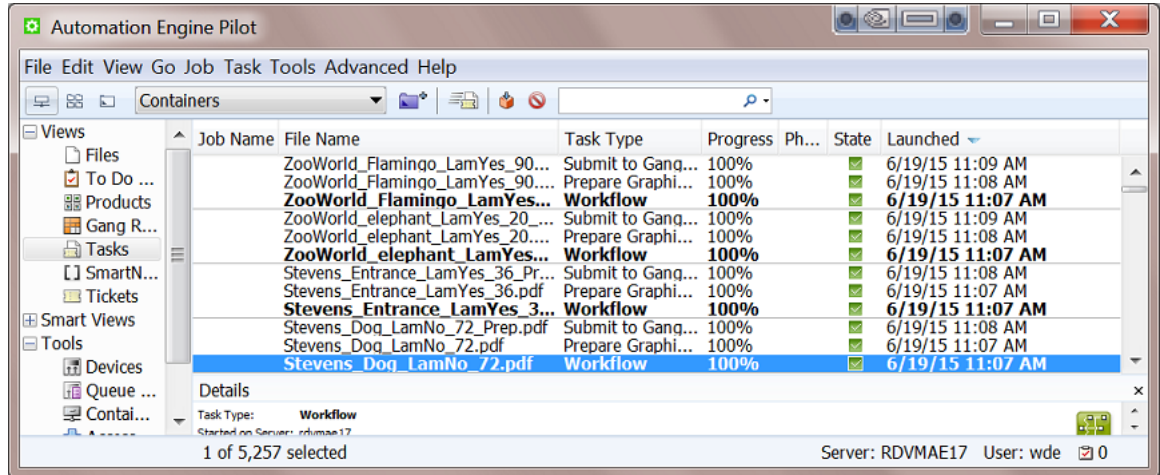 Automation Engine Pilot
File Edit View Go Job Task Tools Advanced Help
Containers
Views
Files
To Do ...
Products
Gang R...
Tasks
SmartN...
Tickets
Smart Views
Tools
Devices
Queue ...
Contai...
Job Name File Name Task Type Progress Ph... State Launched
ZooWorld_Flamingo_LamYes_90... Submit to Gang... 100% 6/19/15 11:09 AM
ZooWorld_Flamingo_LamYes_90.... Prepare Graphi... 100% 6/19/15 11:08 AM
ZooWorld_Flamingo_LamYes... Workflow 100% 6/19/15 11:07 AM
ZooWorld_elephant_LamYes_20_... Submit to Gang... 100% 6/19/15 11:09 AM
ZooWorld_elephant_LamYes_20.... Prepare Graphi... 100% 6/19/15 11:08 AM
ZooWorld_elephant_LamYes... Workflow 100% 6/19/15 11:07 AM
Stevens_Entrance_LamYes_36_Pr... Submit to Gang... 100% 6/19/15 11:08 AM
Stevens_Entrance_LamYes_36.pdf Prepare Graphi... 100% 6/19/15 11:07 AM
Stevens_Entrance_LamYes_3... Workflow 100% 6/19/15 11:07 AM
Stevens_Dog_LamNo_72_Prep.pdf Submit to Gang... 100% 6/19/15 11:08 AM
Stevens_Dog_LamNo_72.pdf Prepare Graphi... 100% 6/19/15 11:07 AM
Stevens_Dog_LamNo_72.pdf Workflow 100% 6/19/15 11:07 AM
Details
Task Type: Workflow
Started on Server: rdvmae17
1 of 5,257 selected
Server: RDVMAE17 User: wde 0